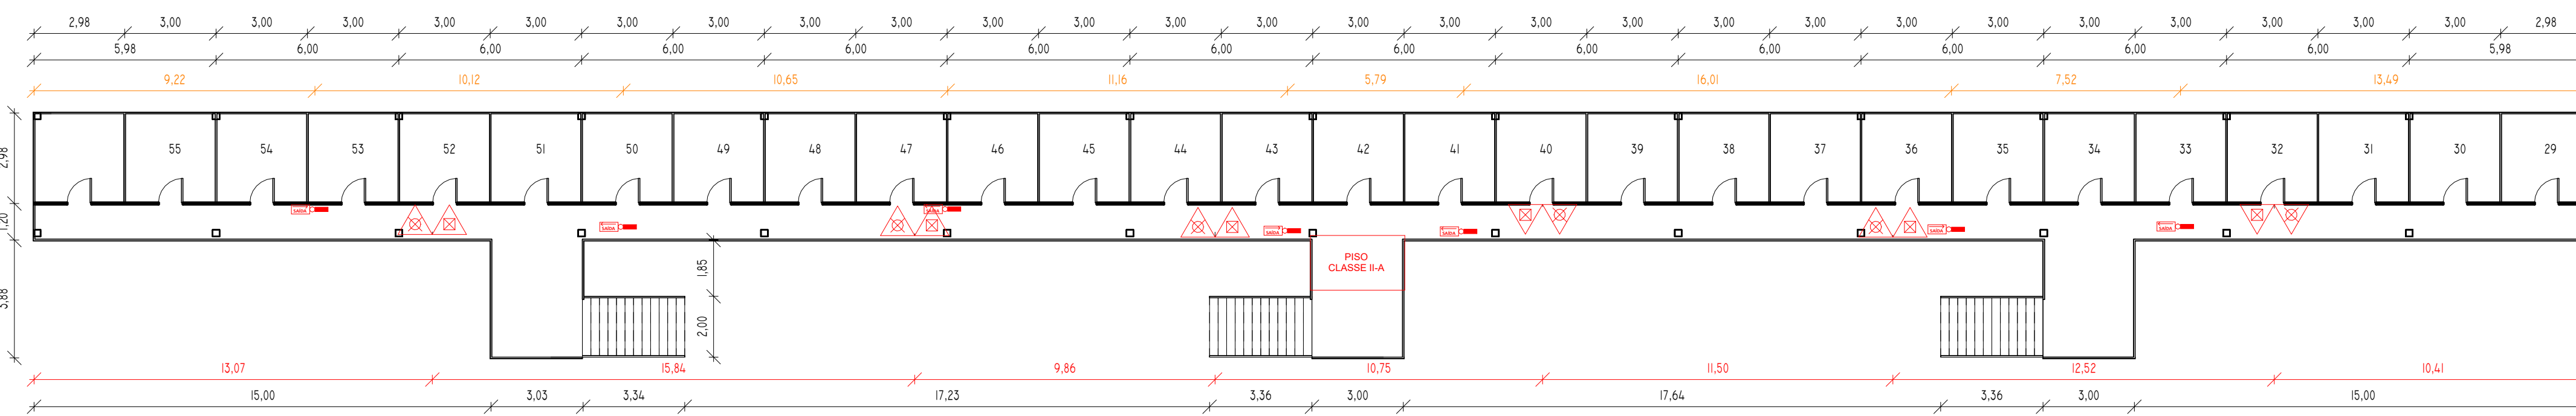 2,98 3,00 3,00 3,00 3,00 3,00 3,00 3,00 3,00 3,00 3,00 3,00 3,00 3,00 3,00 3,00 3,00 3,00 3,00 3,00 3,00 3,00 3,00 3,00 3,00 3,00 3,00 2,98
5,98 6,00 6,00 6,00 6,00 6,00 6,00 6,00 6,00 6,00 6,00 6,00 6,00 5,98
9,22 10,12 10,65 11,16 5,79 16,01 7,52 13,49
2,98
55 54 53 52 51 50 49 48 47 46 45 44 43 42 41 40 39 38 37 36 35 34 33 32 31 30 29
1,20
SAÍDA SAÍDA SAÍDA SAÍDA SAÍDA SAÍDA SAÍDA
PISO
CLASSE II-A
1,85
3,88
2,00
13,07 15,84 9,86 10,75 11,50 12,52 10,41
15,00 3,03 3,34 17,23 3,36 3,00 17,64 3,36 3,00 15,00